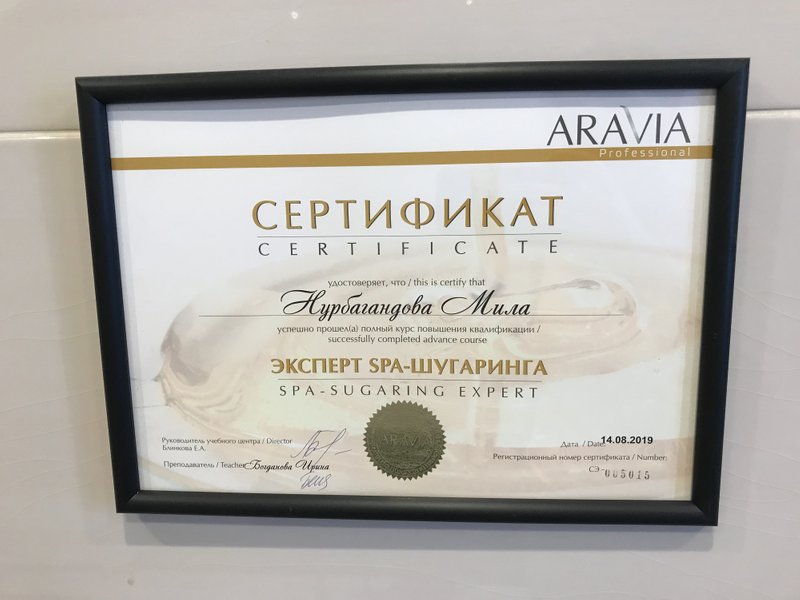 ARAVIA
Professional
СЕРТИФИКАТ
CERTIFICATE
удостоверяет, что / this is certify that
Нурбагандова Мила
успешно прошел(а) полный курс повышения квалификации /
successfully completed advance course
ЭКСПЕРТ SPA-ШУГАРИНГА
SPA-SUGARING EXPERT
ARAVIA
Руководитель учебного центра / Director
Блинкова Е.А.
Преподаватель / Teacher Богданова Ирина
Дата / Date 14.08.2019
Регистрационный номер сертификата / Number:
СЭ-005015